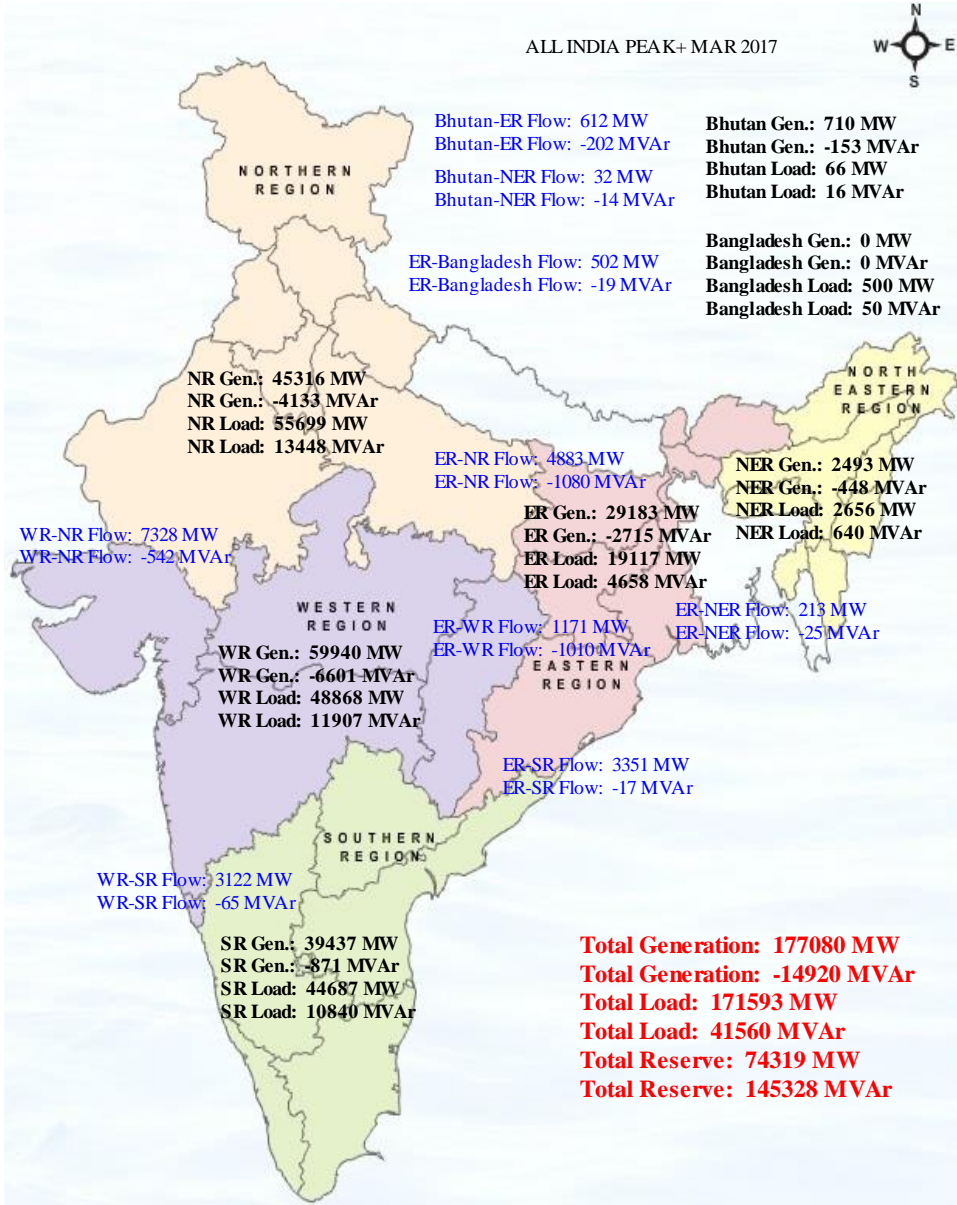 ALL INDIA PEAK+ MAR 2017
N
W E
S
Bhutan-ER Flow: 612 MW
Bhutan-ER Flow: -202 MVAr
Bhutan-NER Flow: 32 MW
Bhutan-NER Flow: -14 MVAr
Bhutan Gen.: 710 MW
Bhutan Gen.: -153 MVAr
Bhutan Load: 66 MW
Bhutan Load: 16 MVAr
NORTHERN
REGION
ER-Bangladesh Flow: 502 MW
ER-Bangladesh Flow: -19 MVAr
Bangladesh Gen.: 0 MW
Bangladesh Gen.: 0 MVAr
Bangladesh Load: 500 MW
Bangladesh Load: 50 MVAr
NR Gen.: 45316 MW
NR Gen.: -4133 MVAr
NR Load: 55699 MW
NR Load: 13448 MVAr
NORTH
EASTERN
REGION
ER-NR Flow: 4883 MW
ER-NR Flow: -1080 MVAr
NER Gen.: 2493 MW
NER Gen.: -448 MVAr
NER Load: 2656 MW
NER Load: 640 MVAr
ER Gen.: 29183 MW
ER Gen.: -2715 MVAr
ER Load: 19117 MW
ER Load: 4658 MVAr
WR-NR Flow: 7328 MW
WR-NR Flow: -542 MVAr
WESTERN
REGION
ER-WR Flow: 1171 MW
ER-WR Flow: -1010 MVAr
ER-NER Flow: 213 MW
ER-NER Flow: -25 MVAr
WR Gen.: 59940 MW
WR Gen.: -6601 MVAr
WR Load: 48868 MW
WR Load: 11907 MVAr
EASTERN
REGION
ER-SR Flow: 3351 MW
ER-SR Flow: -17 MVAr
SOUTHERN
REGION
WR-SR Flow: 3122 MW
WR-SR Flow: -65 MVAr
SR Gen.: 39437 MW
SR Gen.: -871 MVAr
SR Load: 44687 MW
SR Load: 10840 MVAr
Total Generation: 177080 MW
Total Generation: -14920 MVAr
Total Load: 171593 MW
Total Load: 41560 MVAr
Total Reserve: 74319 MW
Total Reserve: 145328 MVAr